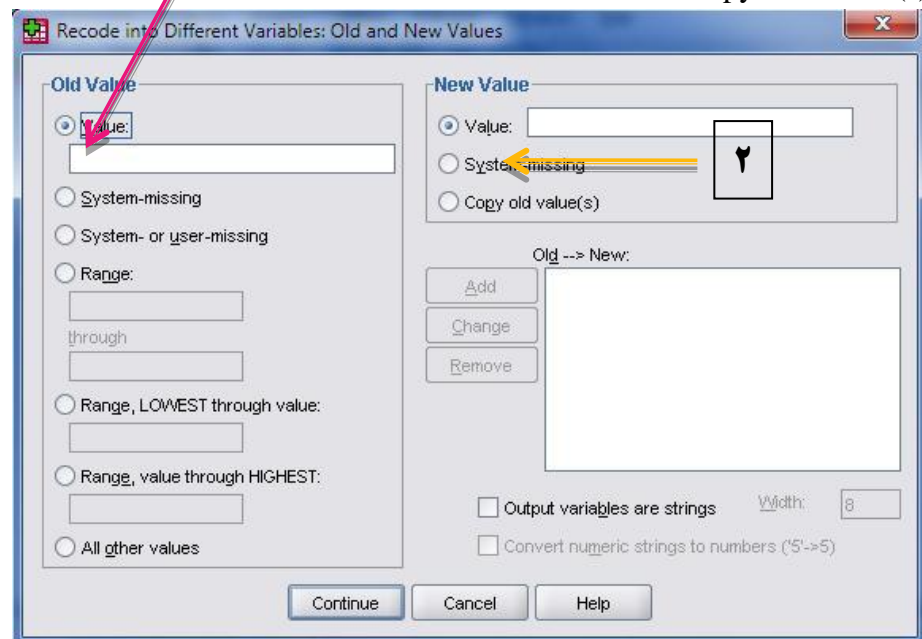 Recode into Different Variables: Old and New Values
Old Value
Value:
System-missing
System- or user-missing
Range:
through
Range, LOWEST through value:
Range, value through HIGHEST:
All other values
New Value
Value:
System-missing
٢
Copy old value(s)
Old --> New:
Add
Change
Remove
Output variables are strings
Width:
8
Convert numeric strings to numbers ('5'->5)
Continue
Cancel
Help